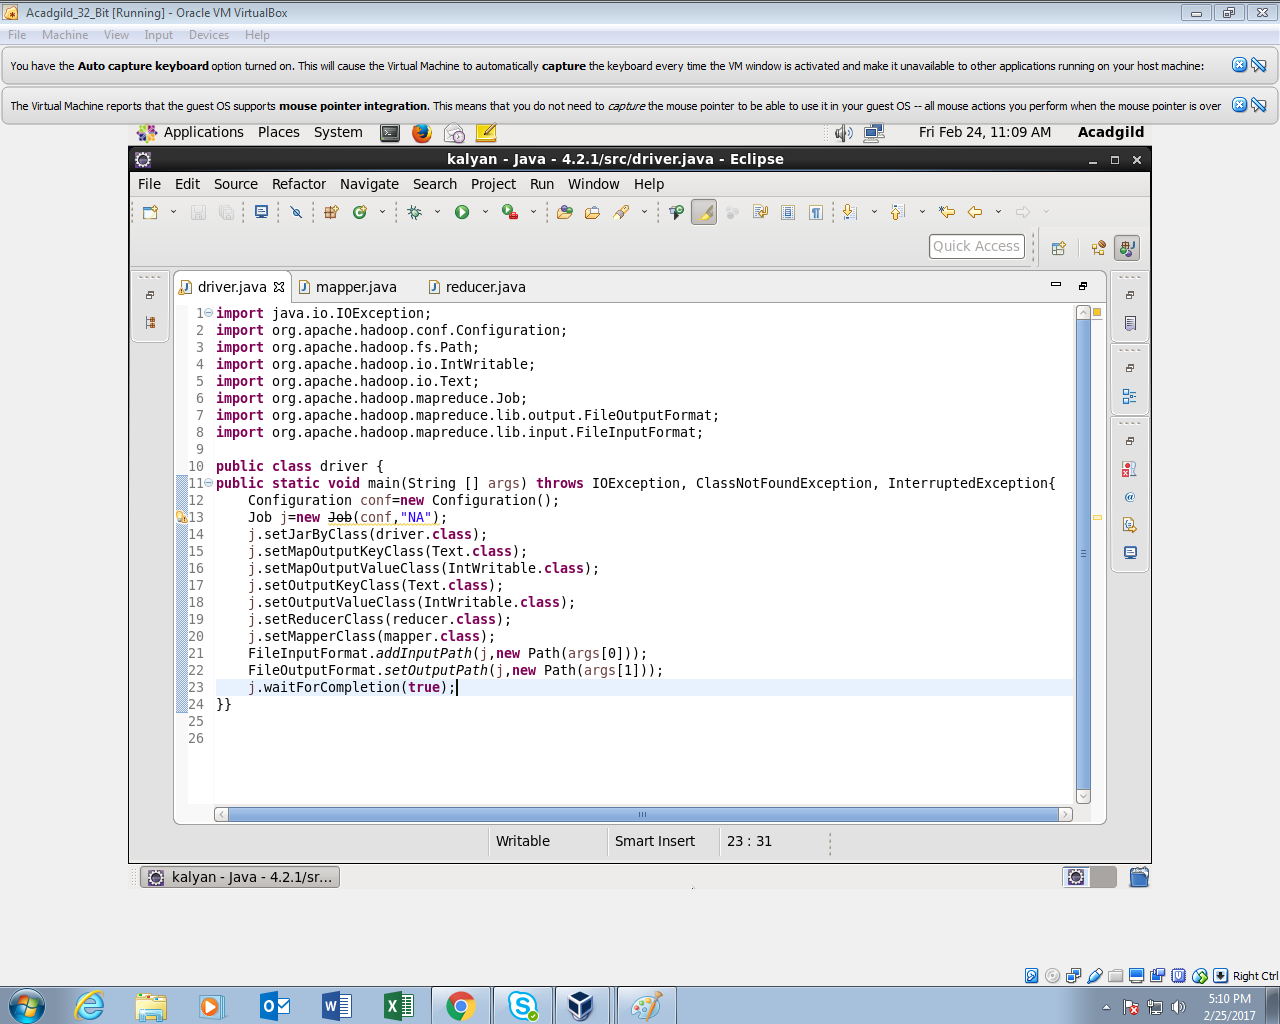 Acadgild_32_Bit [Running] - Oracle VM VirtualBox
File Machine View Input Devices Help
You have the Auto capture keyboard option turned on. This will cause the Virtual Machine to automatically capture the keyboard every time the VM window is activated and make it unavailable to other applications running on your host machine:
The Virtual Machine reports that the guest OS supports mouse pointer integration. This means that you do not need to capture the mouse pointer to be able to use it in your guest OS -- all mouse actions you perform when the mouse pointer is over
Applications Places System Fri Feb 24, 11:09 AM Acadgild
kalyan - Java - 4.2.1/src/driver.java - Eclipse
File Edit Source Refactor Navigate Search Project Run Window Help
Quick Access
driver.java mapper.java reducer.java
1 import java.io.IOException;
2 import org.apache.hadoop.conf.Configuration;
3 import org.apache.hadoop.fs.Path;
4 import org.apache.hadoop.io.IntWritable;
5 import org.apache.hadoop.io.Text;
6 import org.apache.hadoop.mapreduce.Job;
7 import org.apache.hadoop.mapreduce.lib.output.FileOutputFormat;
8 import org.apache.hadoop.mapreduce.lib.input.FileInputFormat;
9
10 public class driver {
11 public static void main(String [] args) throws IOException, ClassNotFoundException, InterruptedException{
12 Configuration conf=new Configuration();
13 Job j=new Job(conf,"NA");
14 j.setJarByClass(driver.class);
15 j.setMapOutputKeyClass(Text.class);
16 j.setMapOutputValueClass(IntWritable.class);
17 j.setOutputKeyClass(Text.class);
18 j.setOutputValueClass(IntWritable.class);
19 j.setReducerClass(reducer.class);
20 j.setMapperClass(mapper.class);
21 FileInputFormat.addInputPath(j,new Path(args[0]));
22 FileOutputFormat.setOutputPath(j,new Path(args[1]));
23 j.waitForCompletion(true);
24 }}
25
26
Writable Smart Insert 23 : 31
kalyan - Java - 4.2.1/sr...
Right Ctrl
5:10 PM
2/25/2017